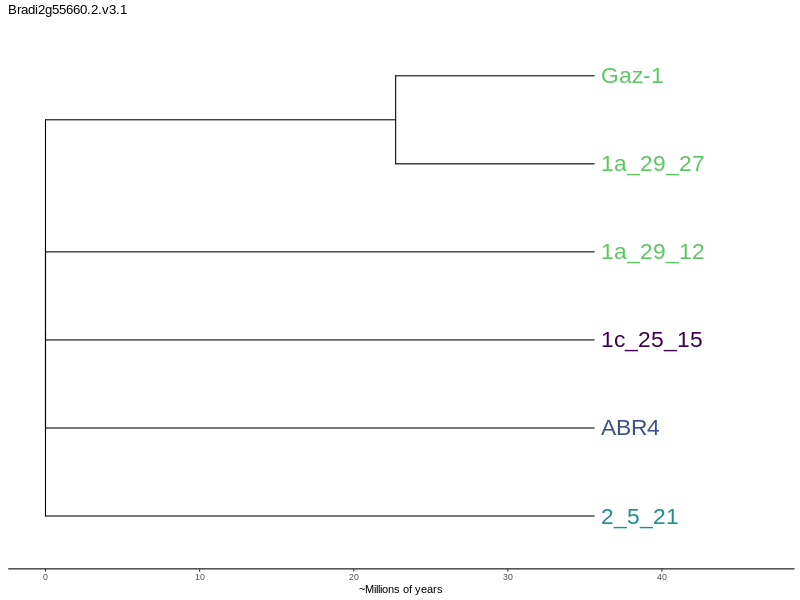 Bradi2g55660.2.v3.1
Gaz-1
1a_29_27
1a_29_12
1c_25_15
ABR4
2_5_21
0 10 20 30 40
~Millions of years